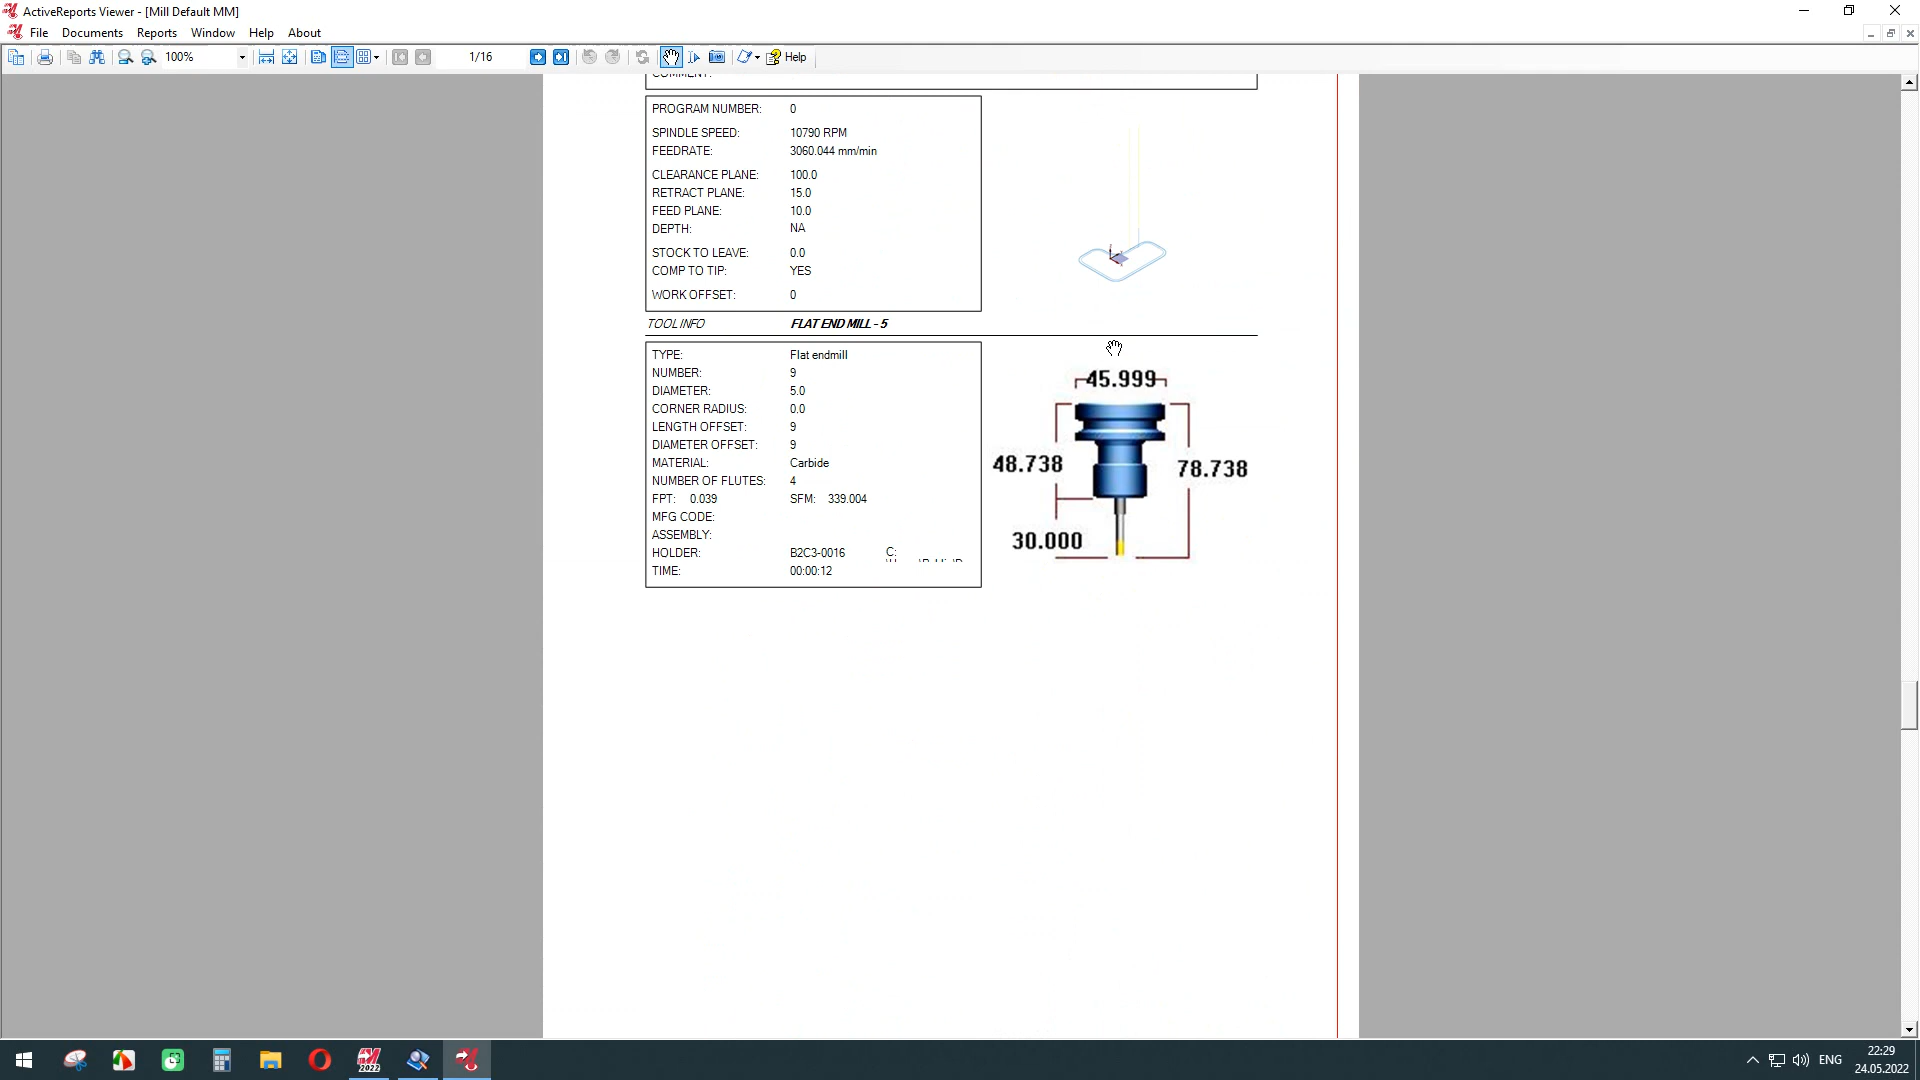 ActiveReports Viewer - [Mill Default MM]
File Documents Reports Window Help About
100% 1/16 Help
COMMENT:
PROGRAM NUMBER: 0
SPINDLE SPEED: 10790 RPM
FEEDRATE: 3060.044 mm/min
CLEARANCE PLANE: 100.0
RETRACT PLANE: 15.0
FEED PLANE: 10.0
DEPTH: NA
STOCK TO LEAVE: 0.0
COMP TO TIP: YES
WORK OFFSET: 0
TOOL INFO FLAT END MILL - 5
TYPE: Flat endmill
NUMBER: 9
DIAMETER: 5.0
CORNER RADIUS: 0.0
LENGTH OFFSET: 9
DIAMETER OFFSET: 9
MATERIAL: Carbide
NUMBER OF FLUTES: 4
FPT: 0.039 SFM: 339.004
MFG CODE:
ASSEMBLY:
HOLDER: B2C3-0016 C:
TIME: 00:00:12
45.999
48.738
78.738
30.000
2022
ENG
22:29
24.05.2022